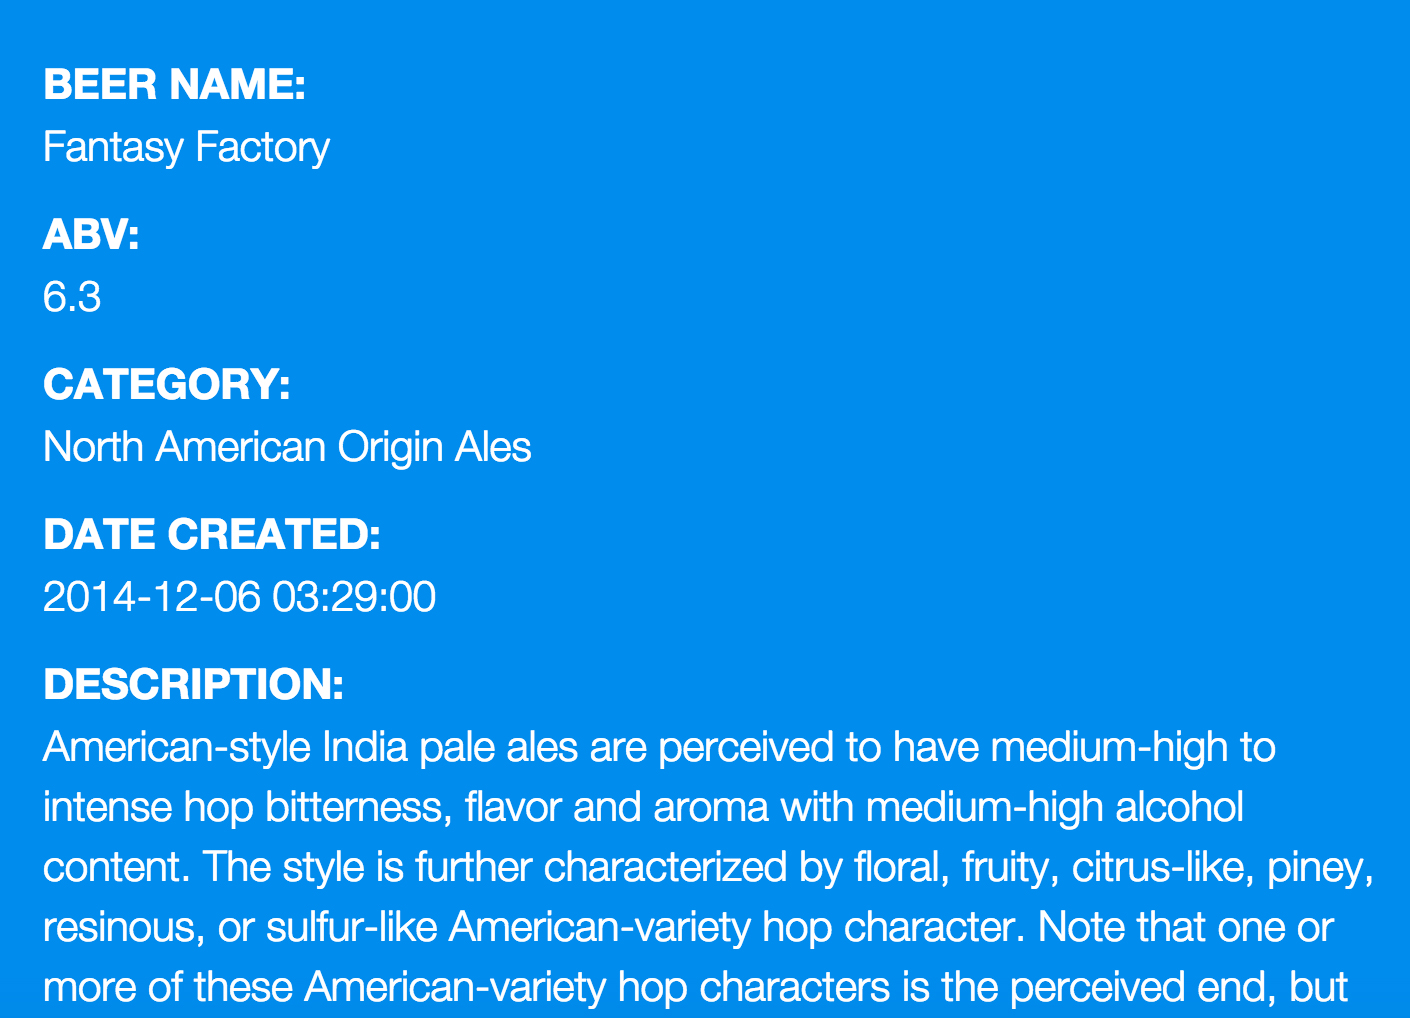 BEER NAME:
Fantasy Factory
ABV:
6.3
CATEGORY:
North American Origin Ales
DATE CREATED:
2014-12-06 03:29:00
DESCRIPTION:
American-style India pale ales are perceived to have medium-high to
intense hop bitterness, flavor and aroma with medium-high alcohol
content. The style is further characterized by floral, fruity, citrus-like, piney,
resinous, or sulfur-like American-variety hop character. Note that one or
more of these American-variety hop characters is the perceived end, but